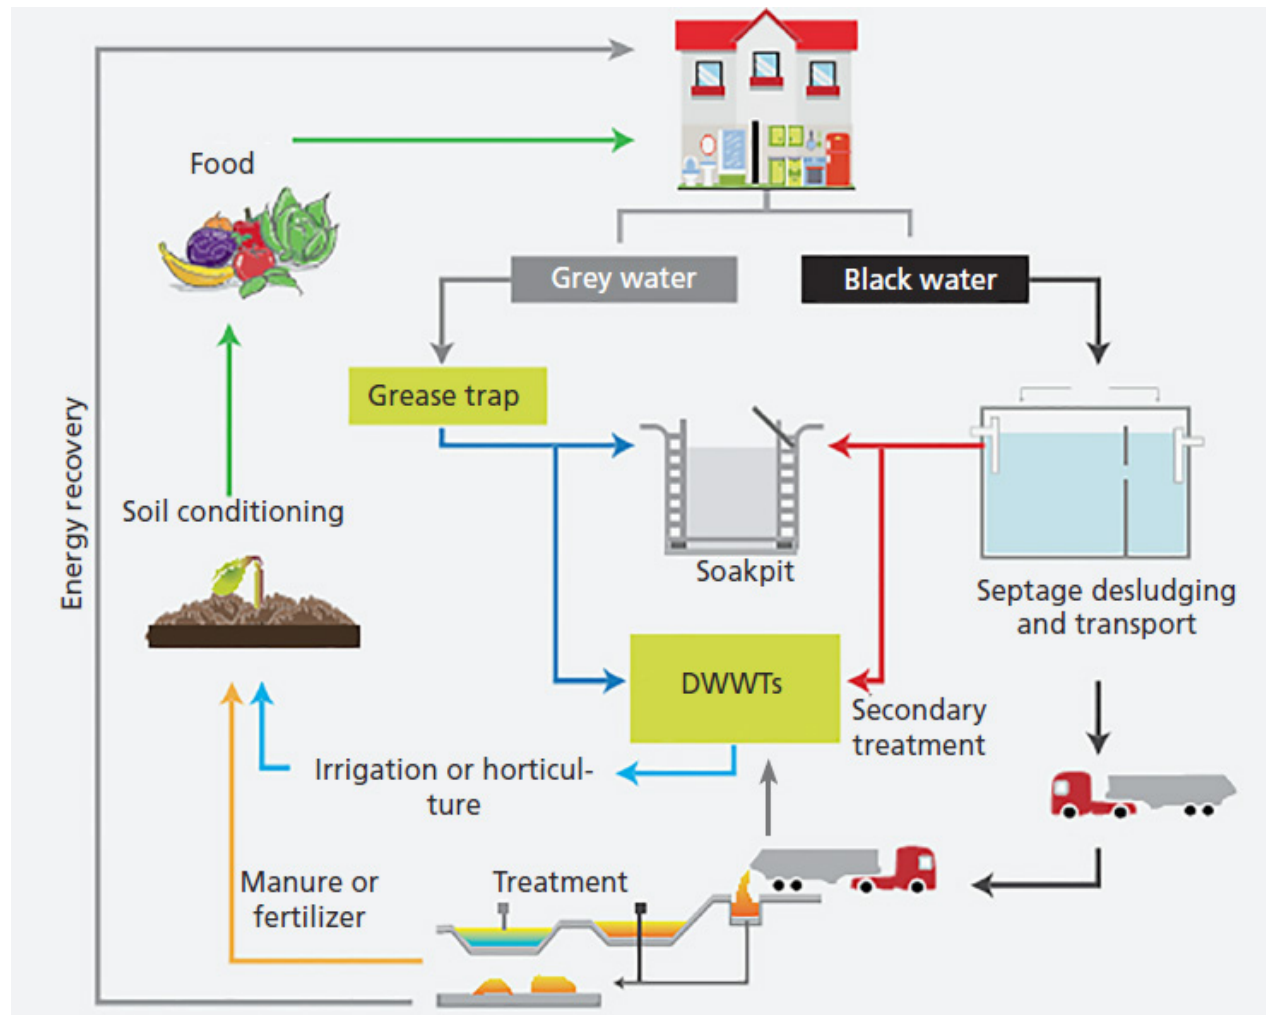 Food
Grey water
Black water
Grease trap
Energy recovery
Soil conditioning
Soakpit
Septage desludging
and transport
DWWTs
Secondary
treatment
Irrigation or horticul-
ture
Manure or
fertilizer
Treatment